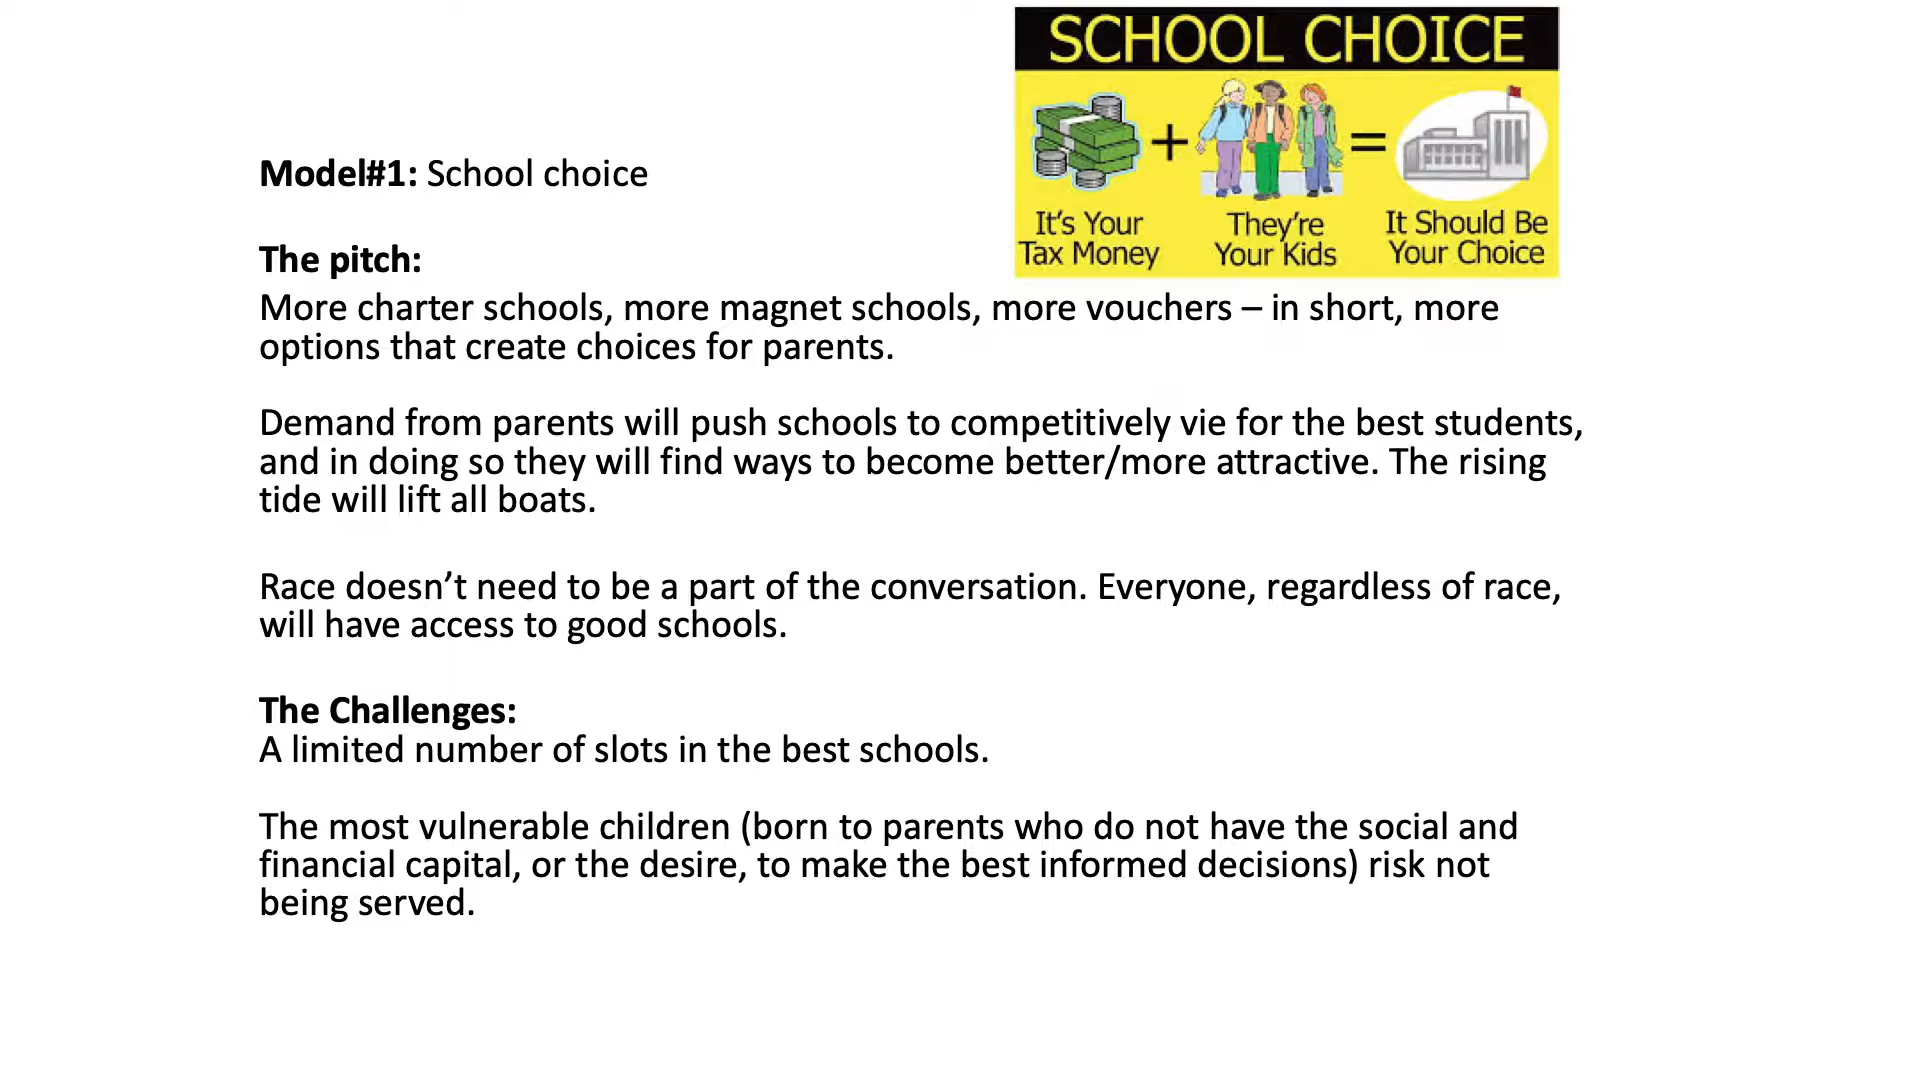 SCHOOL CHOICE
+
=
It's Your
Tax Money
They're
Your Kids
It Should Be
Your Choice
Model#1: School choice
The pitch:
More charter schools, more magnet schools, more vouchers – in short, more
options that create choices for parents.
Demand from parents will push schools to competitively vie for the best students,
and in doing so they will find ways to become better/more attractive. The rising
tide will lift all boats.
Race doesn’t need to be a part of the conversation. Everyone, regardless of race,
will have access to good schools.
The Challenges:
A limited number of slots in the best schools.
The most vulnerable children (born to parents who do not have the social and
financial capital, or the desire, to make the best informed decisions) risk not
being served.